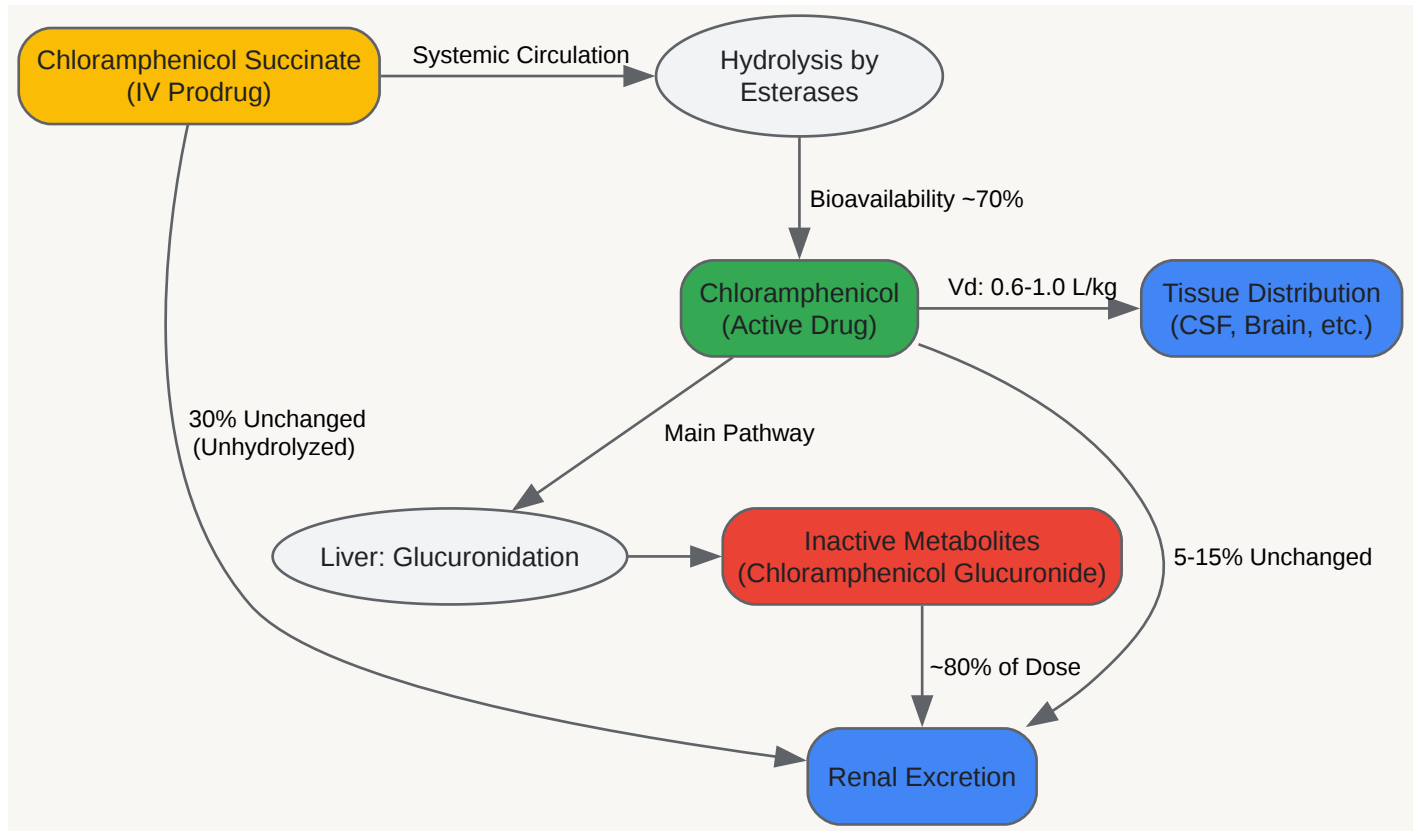 Chloramphenicol Succinate
(IV Prodrug)
Systemic Circulation
Hydrolysis by
Esterases
Bioavailability ~70%
Chloramphenicol
(Active Drug)
Vd: 0.6-1.0 L/kg
Tissue Distribution
(CSF, Brain, etc.)
30% Unchanged
(Unhydrolyzed)
Main Pathway
Liver: Glucuronidation
Inactive Metabolites
(Chloramphenicol Glucuronide)
5-15% Unchanged
~80% of Dose
Renal Excretion